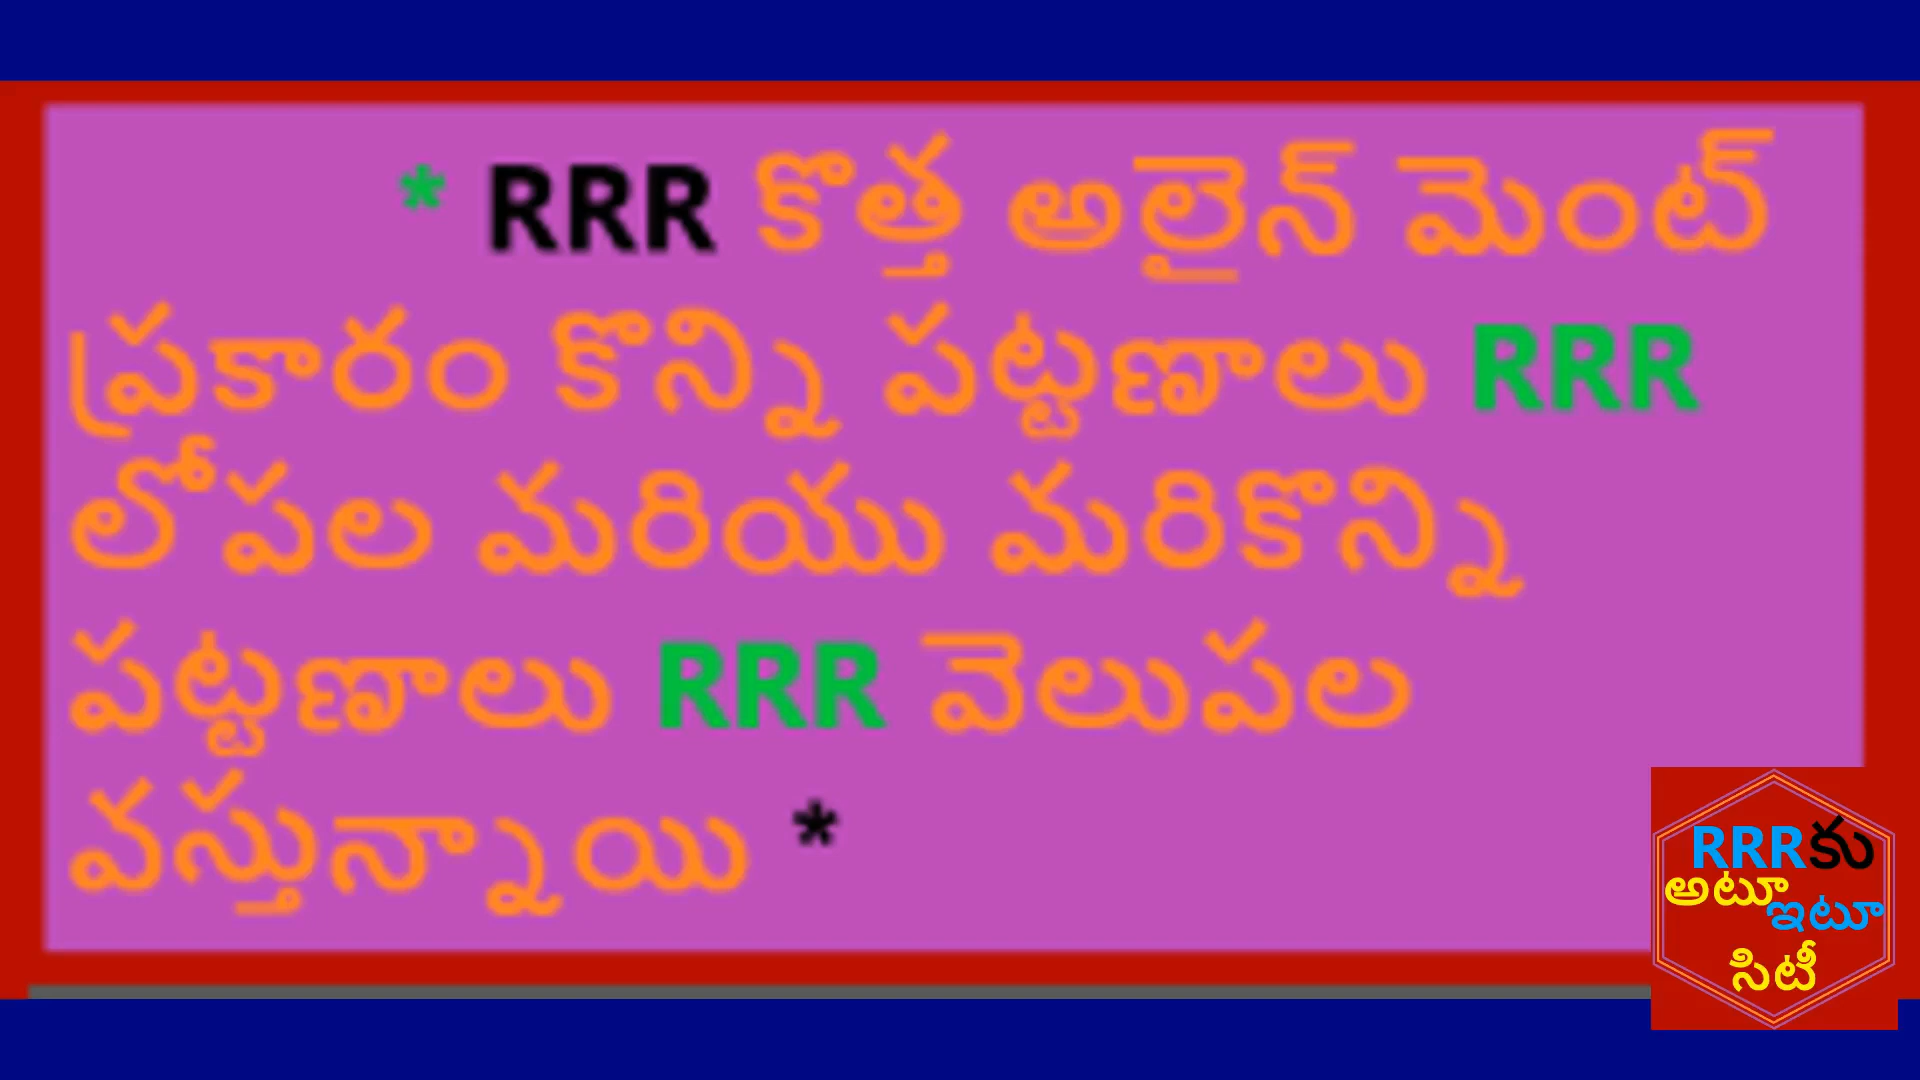 * RRR కొత్త అలైన్ మెంట్
ప్రకారం కొన్ని పట్టణాలు RRR
లోపల మరియు మరికొన్ని
పట్టణాలు RRR వెలుపల
వస్తున్నాయి *
RRRకు
అటూ
ఇటూ
సిటీ